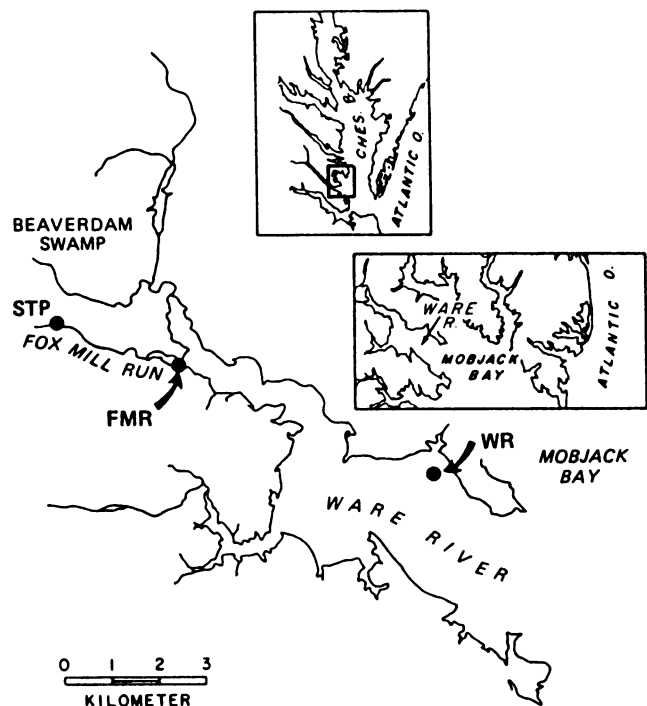 CHES. B.
ATLANTIC O.
BEAVERDAM
SWAMP
STP
FOX MILL RUN
FMR
WARE
R.
MOBJACK
BAY
ATLANTIC O.
WR
MOBJACK
BAY
WARE RIVER
0 1 2 3
KILOMETER